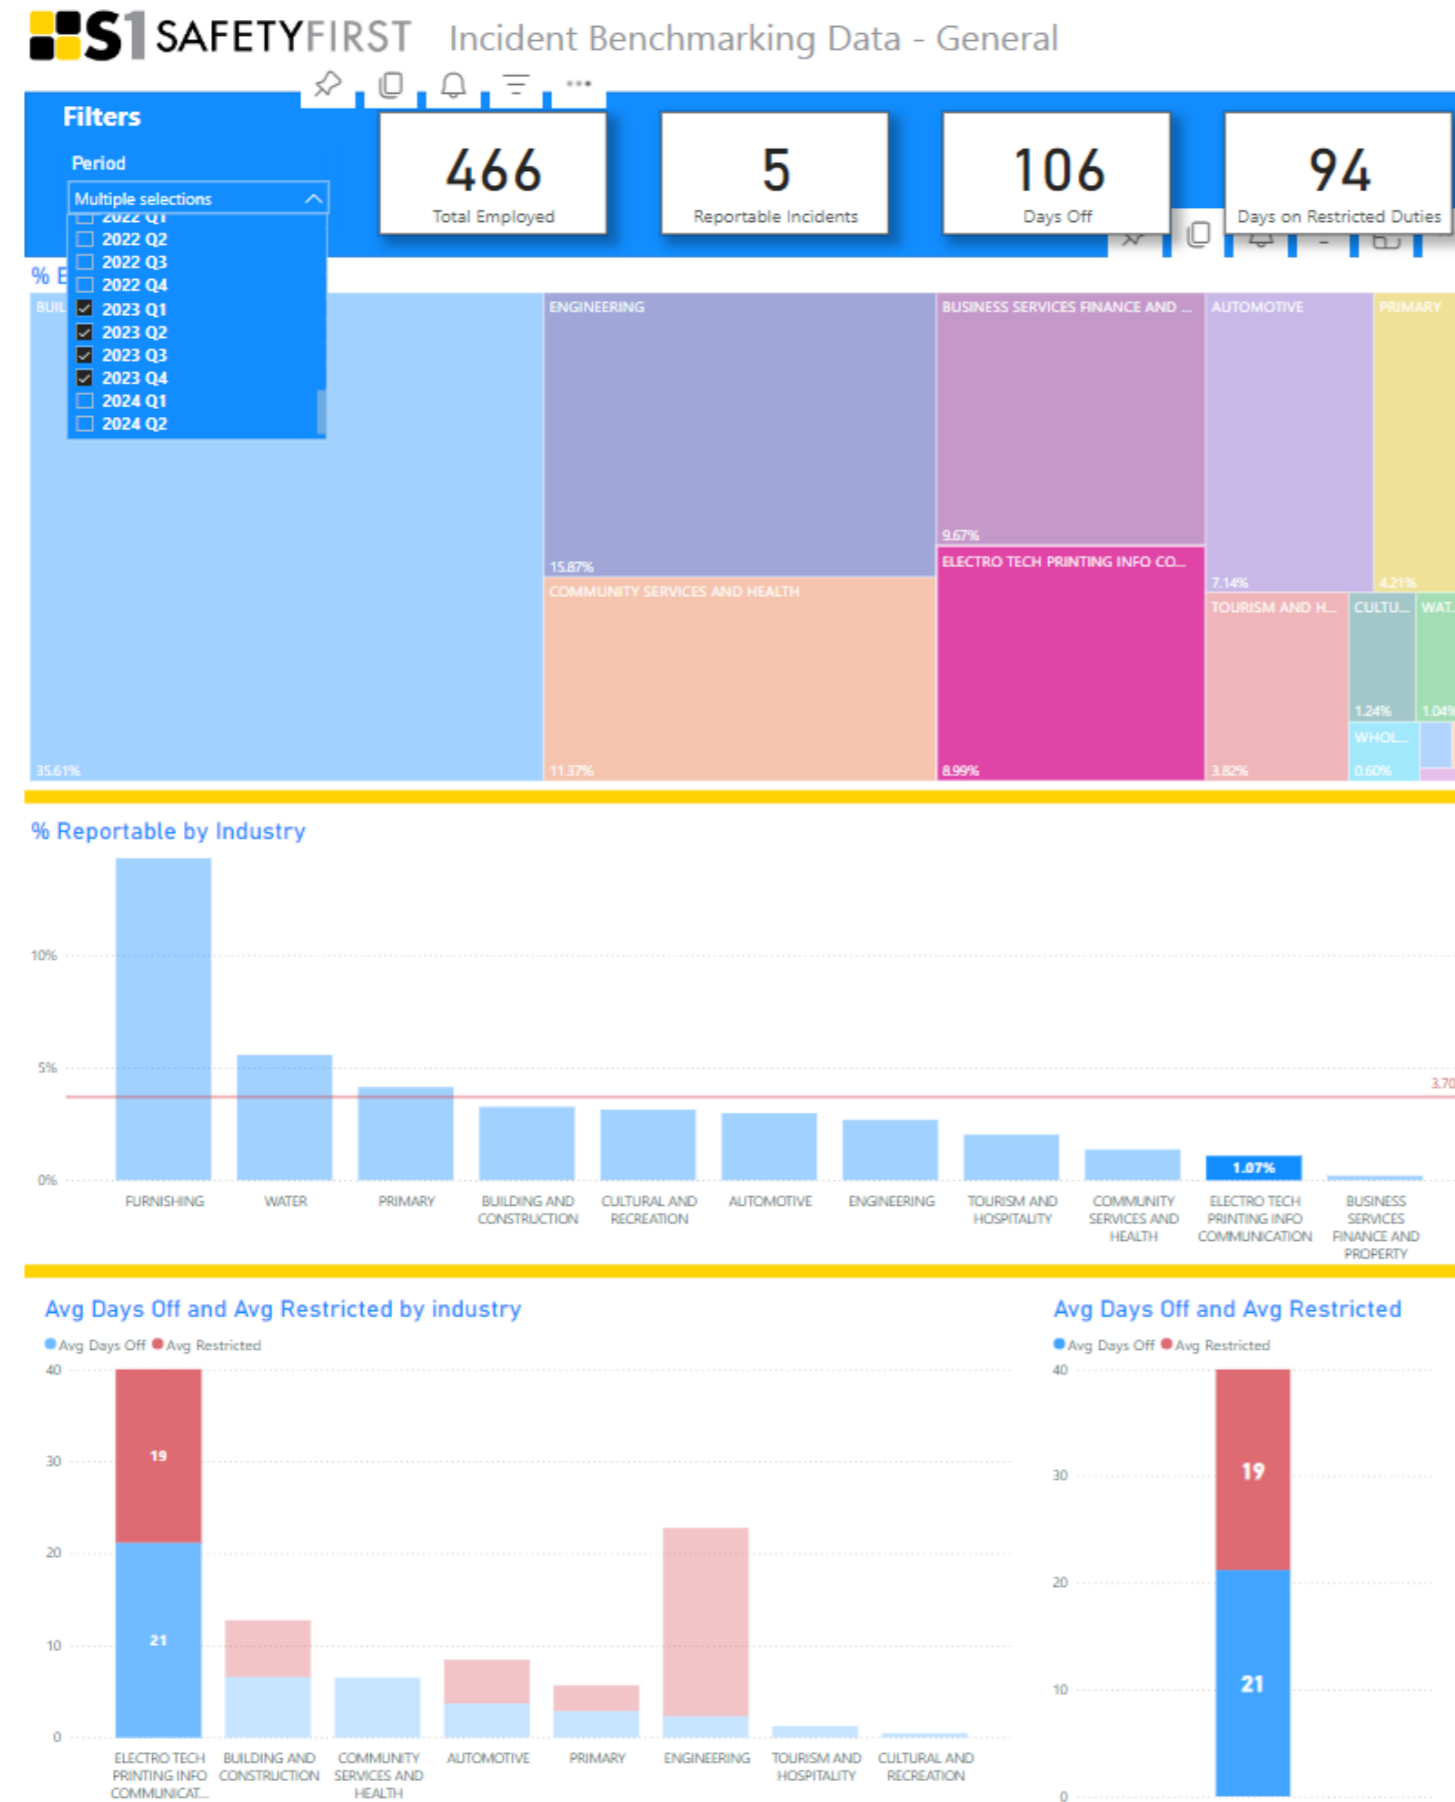 S1 SAFETYFIRST Incident Benchmarking Data - General
Filters
Period
Multiple selections
2022 Q1
2022 Q2
2022 Q3
2022 Q4
2023 Q1
2023 Q2
2023 Q3
2023 Q4
2024 Q1
2024 Q2
466
Total Employed
5
Reportable Incidents
106
Days Off
94
Days on Restricted Duties
% E
BUIL
35.61%
ENGINEERING
15.87%
COMMUNITY SERVICES AND HEALTH
11.37%
BUSINESS SERVICES FINANCE AND ...
9.67%
ELECTRO TECH PRINTING INFO CO...
8.99%
AUTOMOTIVE
7.14%
PRIMARY
4.21%
TOURISM AND H...
3.82%
CULTU...
1.24%
WAT...
1.04%
WHOL...
0.60%
% Reportable by Industry
10%
5%
0%
3.70
1.07%
FURNISHING
WATER
PRIMARY
BUILDING AND
CONSTRUCTION
CULTURAL AND
RECREATION
AUTOMOTIVE
ENGINEERING
TOURISM AND
HOSPITALITY
COMMUNITY
SERVICES AND
HEALTH
ELECTRO TECH
PRINTING INFO
COMMUNICATION
BUSINESS
SERVICES
FINANCE AND
PROPERTY
Avg Days Off and Avg Restricted by industry
Avg Days Off Avg Restricted
40
30
20
10
0
19
21
ELECTRO TECH
PRINTING INFO
COMMUNICAT...
BUILDING AND
CONSTRUCTION
COMMUNITY
SERVICES AND
HEALTH
AUTOMOTIVE
PRIMARY
ENGINEERING
TOURISM AND
HOSPITALITY
CULTURAL AND
RECREATION
Avg Days Off and Avg Restricted
Avg Days Off Avg Restricted
40
30
20
10
0
19
21